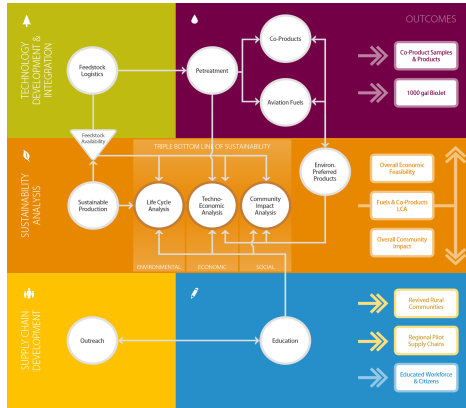 TECHNOLOGY
DEVELOPMENT &
INTEGRATION
OUTCOMES
Feedstock
Logistics
Petreatment
Co-Products
Aviation Fuels
Co-Product Samples
& Products
1000 gal BioJet
Feedstock
Availability
SUSTAINABILITY
ANALYSIS
TRIPLE BOTTOM LINE OF SUSTAINABILITY
Sustainable
Production
Life Cycle
Analysis
Techno-
Economic
Analysis
Community
Impact Analysis
Environ.
Preferred
Products
ENVIRONMENTAL
ECONOMIC
SOCIAL
Overall Economic
Feasibility
Fuels & Co-Products
LCA
Overall Community
Impact
SUPPLY CHAIN
DEVELOPMENT
Outreach
Education
Revived Rural
Communities
Regional Pilot
Supply Chains
Educated Workforce
& Citizens